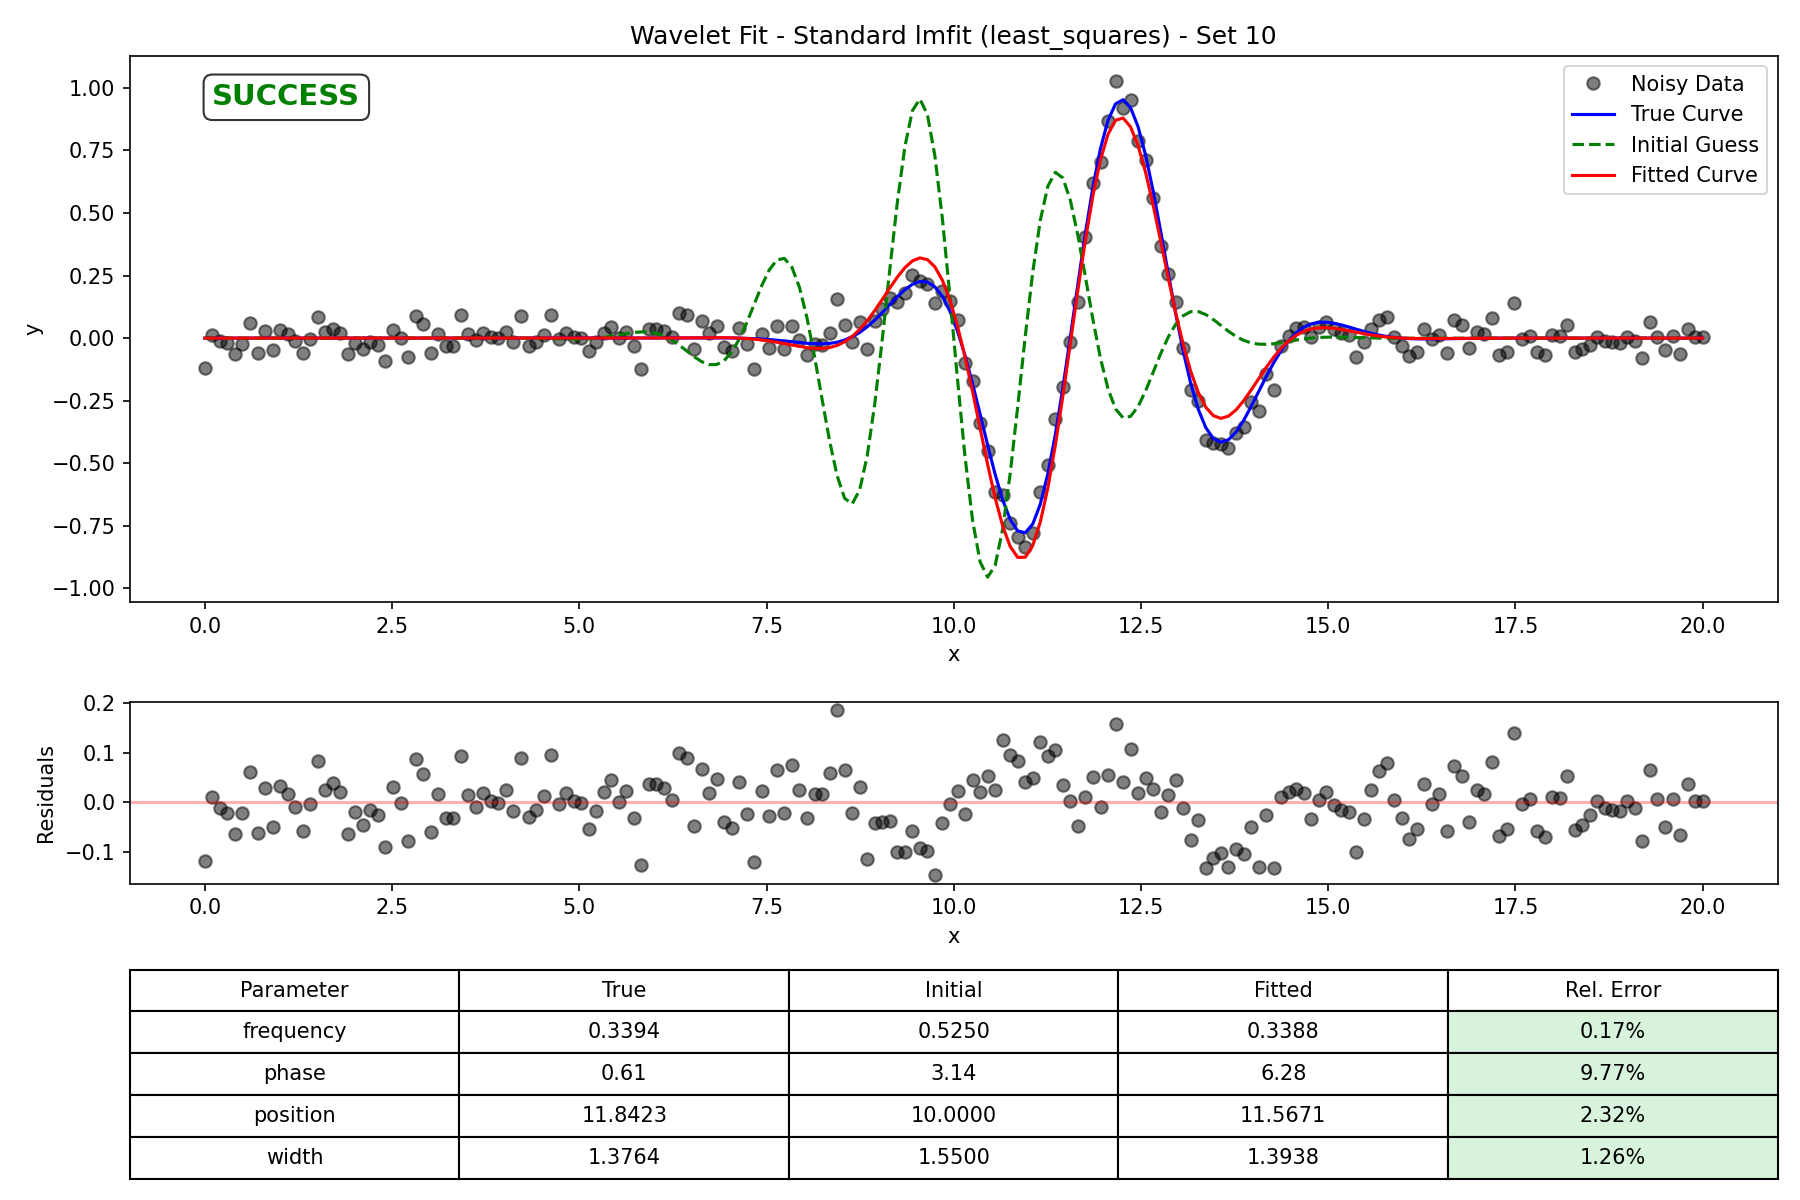 Wavelet Fit - Standard lmfit (least_squares) - Set 10
SUCCESS
Noisy Data
True Curve
Initial Guess
Fitted Curve
1.00
0.75
0.50
0.25
0.00
−0.25
−0.50
−0.75
−1.00
y
0.0 2.5 5.0 7.5 10.0 12.5 15.0 17.5 20.0
x
0.2
0.1
0.0
−0.1
Residuals
0.0 2.5 5.0 7.5 10.0 12.5 15.0 17.5 20.0
x
Parameter True Initial Fitted Rel. Error
frequency 0.3394 0.5250 0.3388 0.17%
phase 0.61 3.14 6.28 9.77%
position 11.8423 10.0000 11.5671 2.32%
width 1.3764 1.5500 1.3938 1.26%